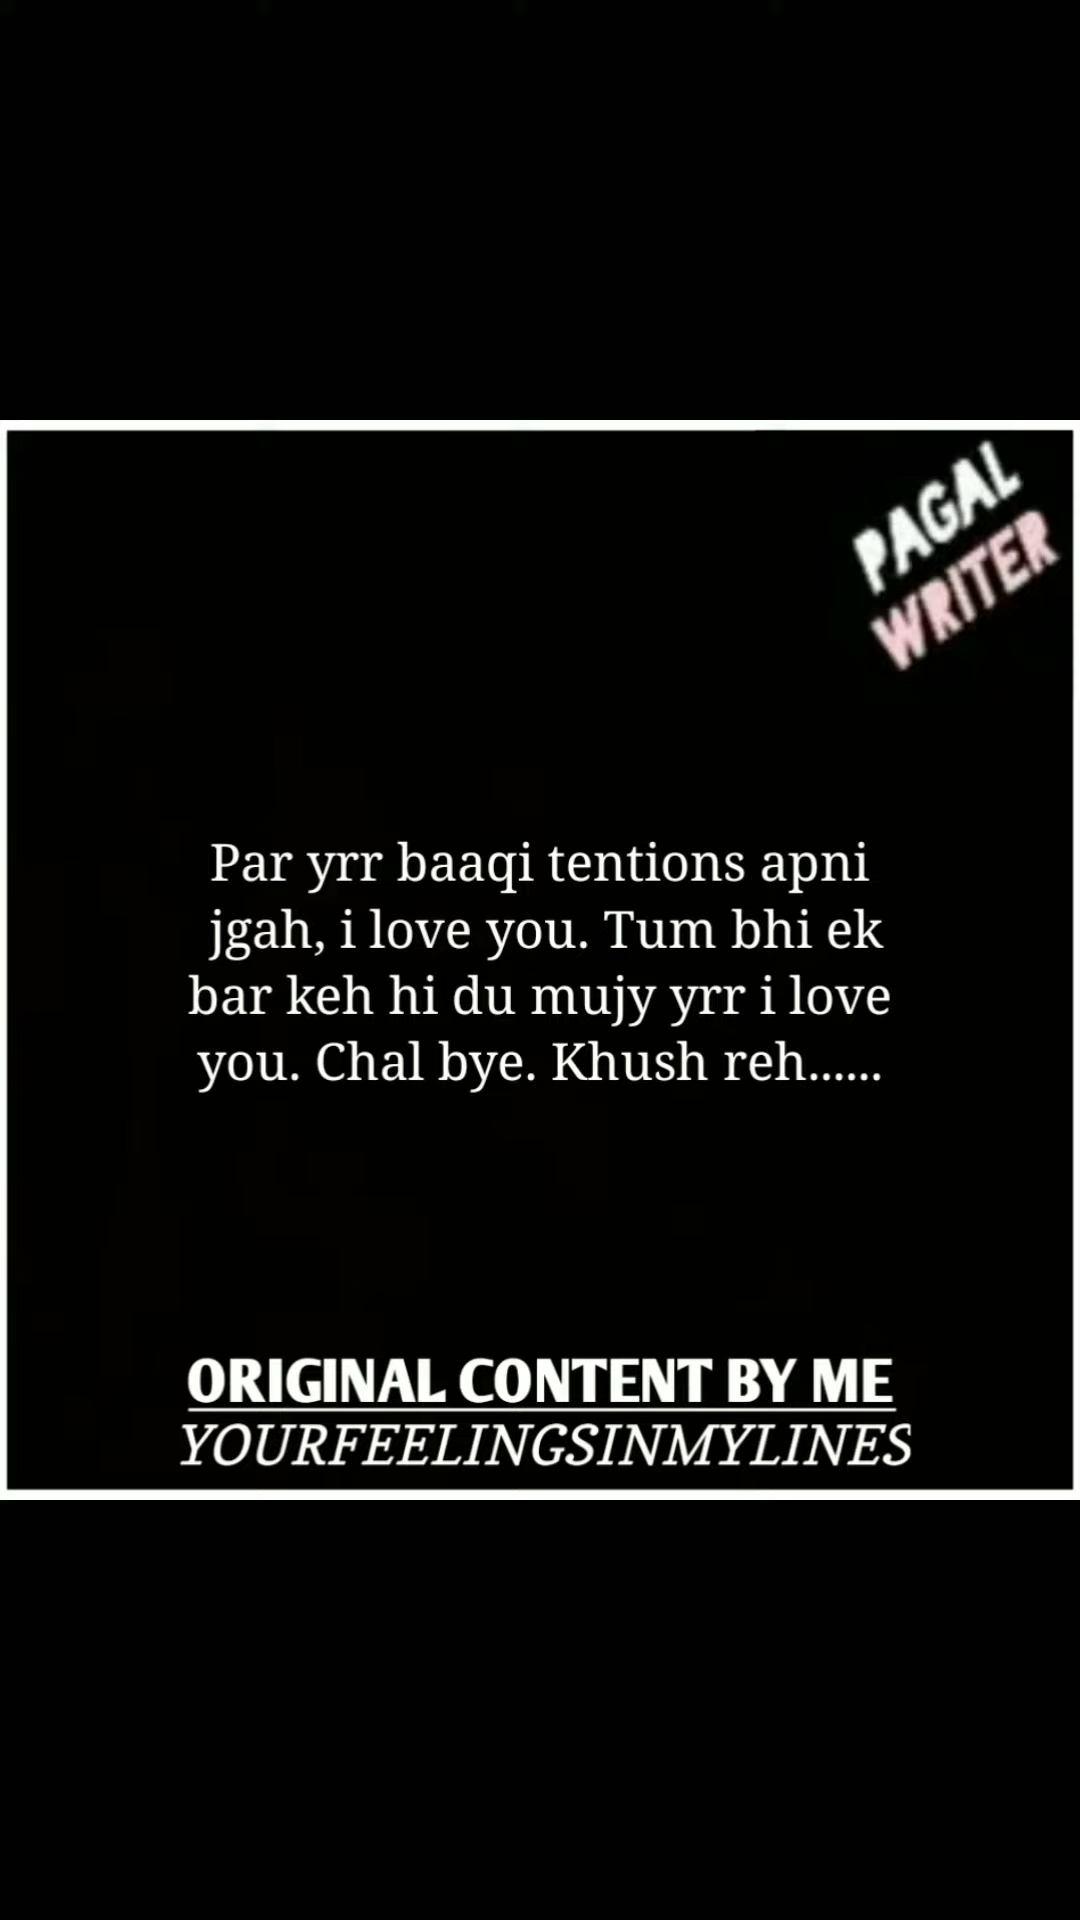 PAGAL
WRITER
Par yrr baaqi tentions apni
jgah, i love you. Tum bhi ek
bar keh hi du mujy yrr i love
you. Chal bye. Khush reh......
ORIGINAL CONTENT BY ME
YOURFEELINGSINMYLINES